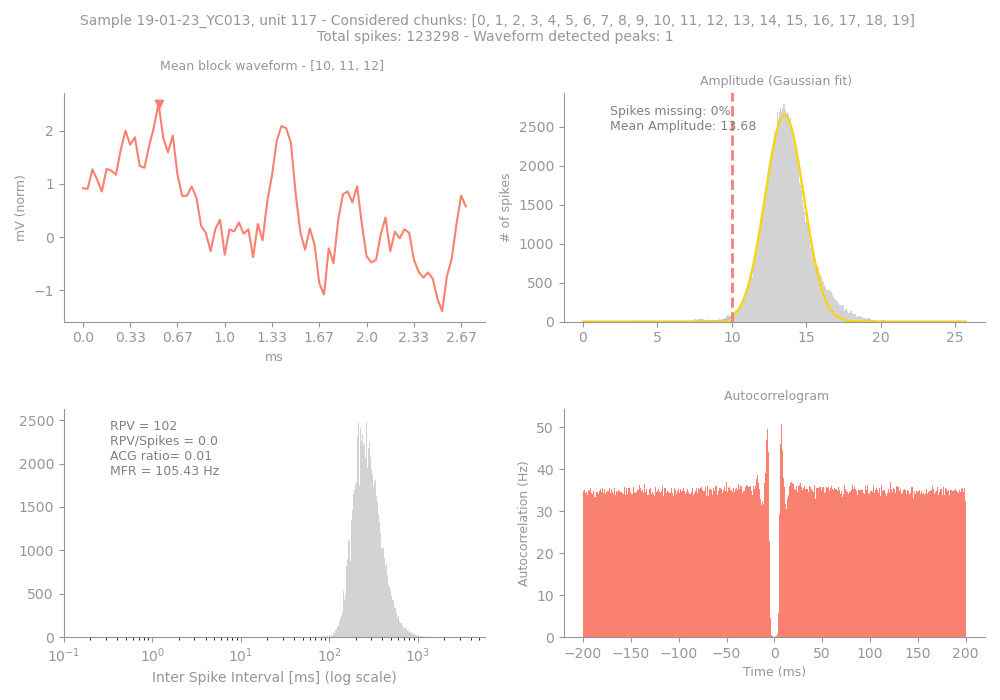 Sample 19-01-23_YC013, unit 117 - Considered chunks: [0, 1, 2, 3, 4, 5, 6, 7, 8, 9, 10, 11, 12, 13, 14, 15, 16, 17, 18, 19]
Total spikes: 123298 - Waveform detected peaks: 1
Mean block waveform - [10, 11, 12]
mV (norm)
2
1
0
−1
0.0 0.33 0.67 1.0 1.33 1.67 2.0 2.33 2.67
ms
Amplitude (Gaussian fit)
Spikes missing: 0%
Mean Amplitude: 13.68
# of spikes
2500
2000
1500
1000
500
0
0 5 10 15 20 25
RPV = 102
RPV/Spikes = 0.0
ACG ratio= 0.01
MFR = 105.43 Hz
2500
2000
1500
1000
500
0
10⁻¹ 10⁰ 10¹ 10² 10³
Inter Spike Interval [ms] (log scale)
Autocorrelogram
Autocorrelation (Hz)
50
40
30
20
10
0
−200 −150 −100 −50 0 50 100 150 200
Time (ms)